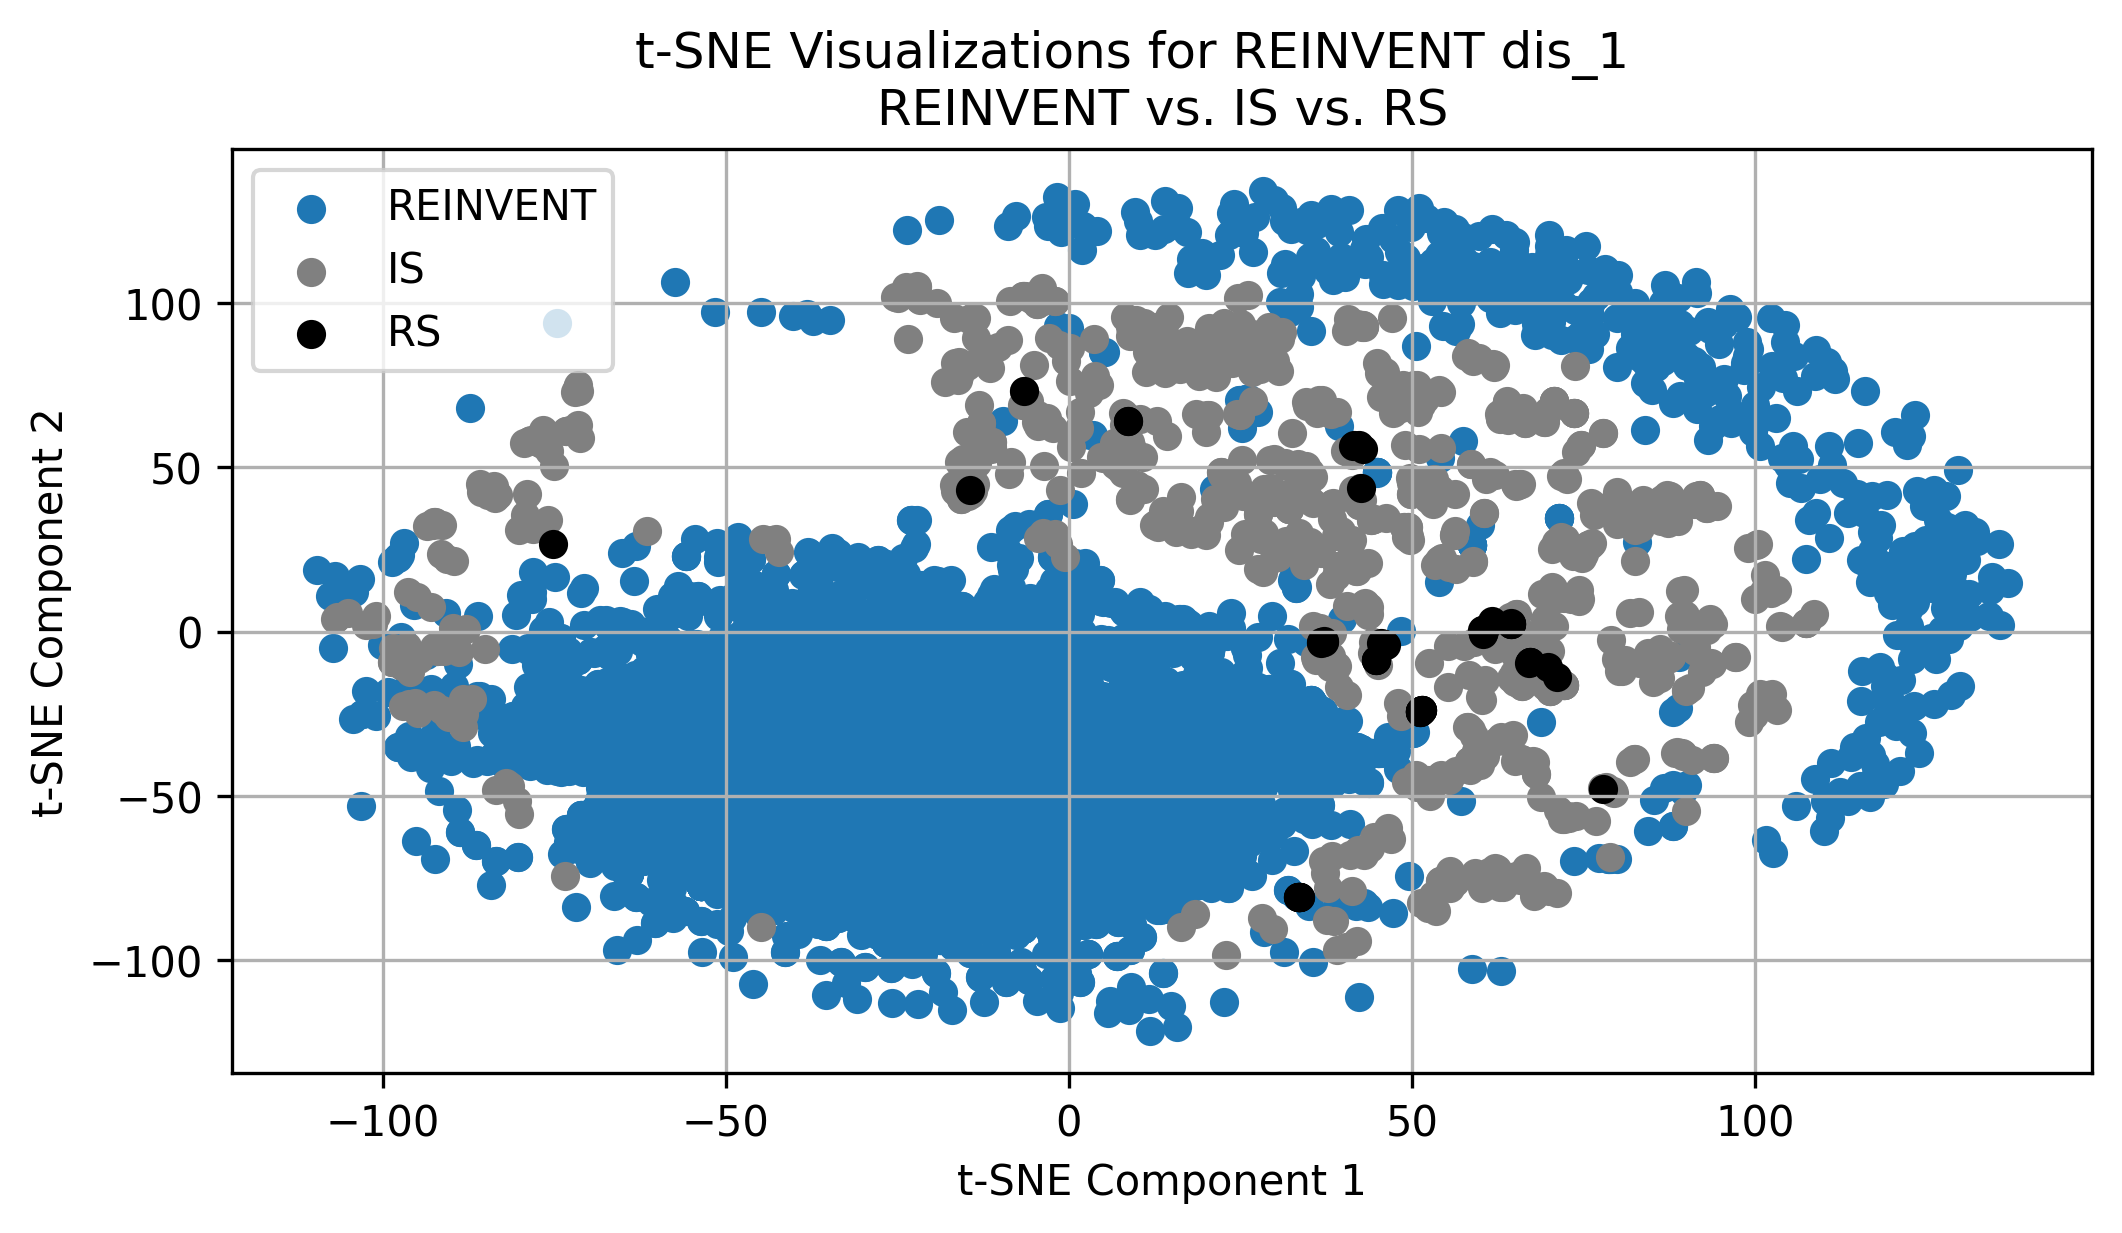 t-SNE Visualizations for REINVENT dis_1
REINVENT vs. IS vs. RS
REINVENT
IS
RS
t-SNE Component 2
100
50
0
−50
−100
−100
−50
0
50
100
t-SNE Component 1